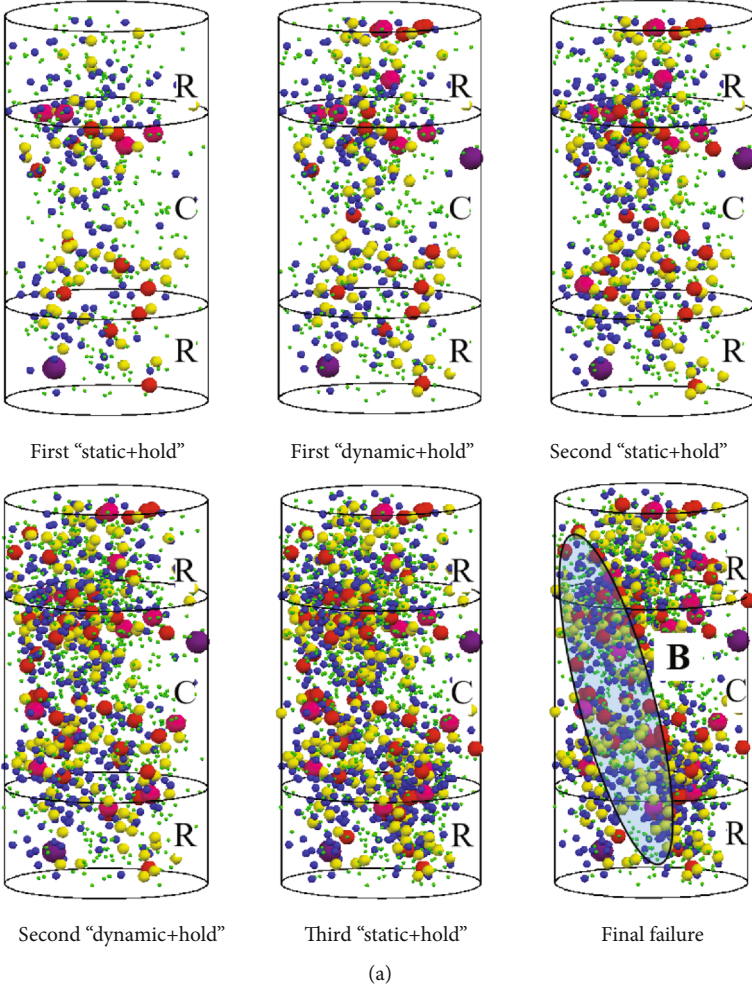 R
R
R
C
C
C
R
R
R
First “static+hold”
First “dynamic+hold”
Second “static+hold”
R
R
R
B
C
C
C
R
R
R
Second “dynamic+hold”
Third “static+hold”
Final failure
(a)